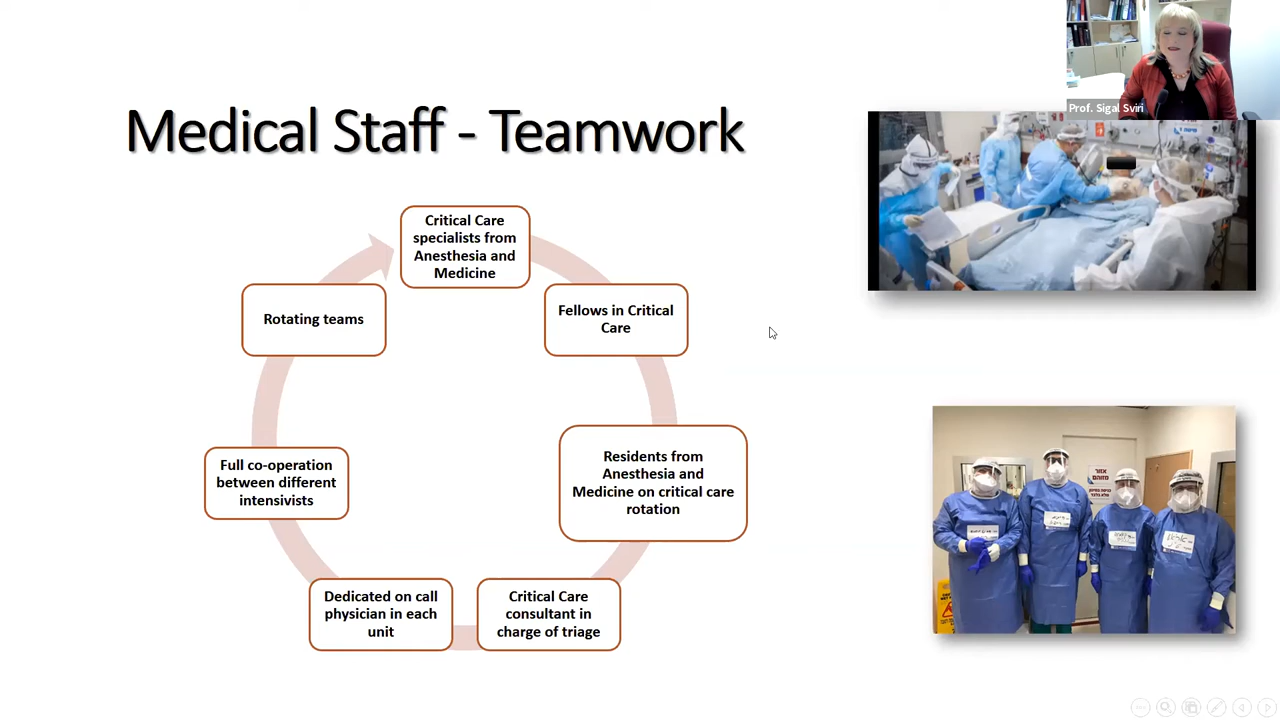 Prof. Sigal Sviri
Medical Staff - Teamwork
Critical Care
specialists from
Anesthesia and
Medicine
Fellows in Critical
Care
Residents from
Anesthesia and
Medicine on critical care
rotation
Critical Care
consultant in
charge of triage
Dedicated on call
physician in each
unit
Full co-operation
between different
intensivists
Rotating teams
אזור
מזוהם